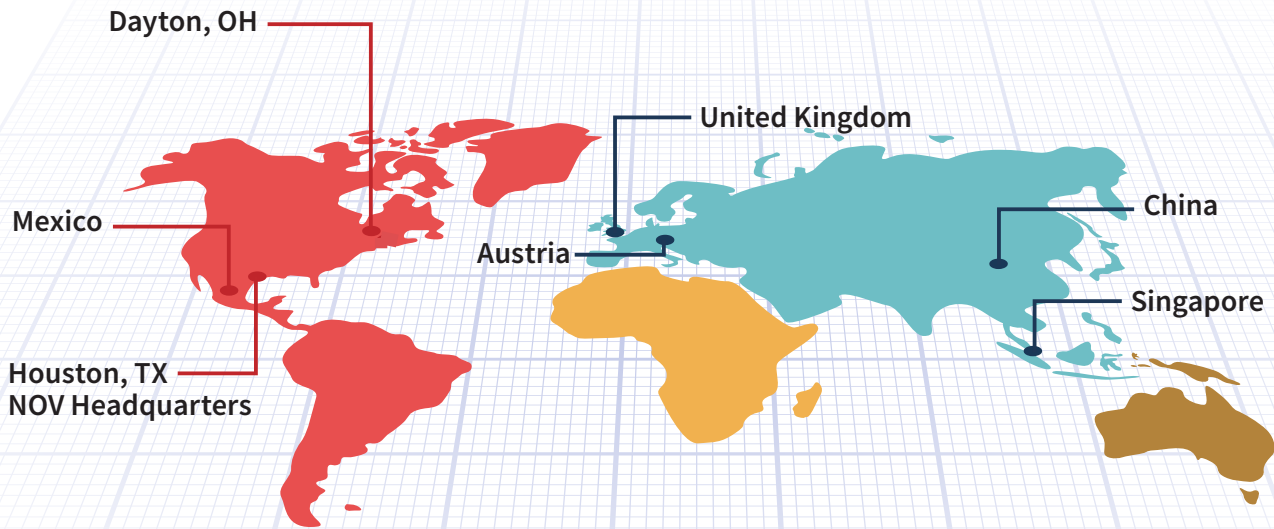 Dayton, OH
United Kingdom
China
Mexico
Austria
Singapore
Houston, TX
NOV Headquarters